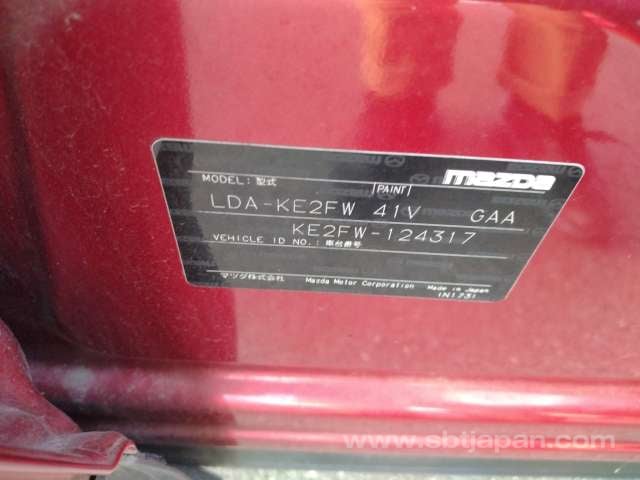 mazda
MODEL：型式 PAINT
LDA-KE2FW 41V GAA
KE2FW-124317
VEHICLE ID NO.：車台番号
マツダ株式会社 Mazda Motor Corporation Made in Japan
(N173)
www.sbtjapan.com